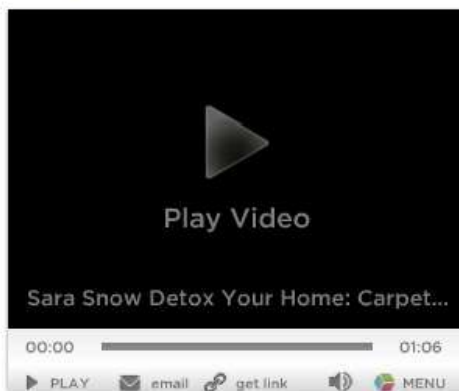 Play Video
Sara Snow Detox Your Home: Carpet...
00:00 01:06
PLAY email get link MENU